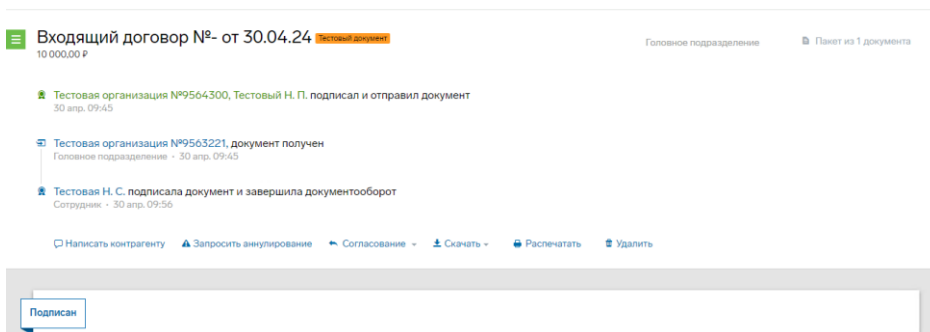 Входящий договор №- от 30.04.24 Тестовый документ
10 000,00 ₽
Головное подразделение
Пакет из 1 документа
Тестовая организация №9564300, Тестовый Н. П. подписал и отправил документ
30 апр. 09:45
Тестовая организация №9563221, документ получен
Головное подразделение • 30 апр. 09:45
Тестовая Н. С. подписала документ и завершила документооборот
Сотрудник • 30 апр. 09:56
Написать контрагенту Запросить аннулирование Согласование Скачать Распечатать Удалить
Подписан